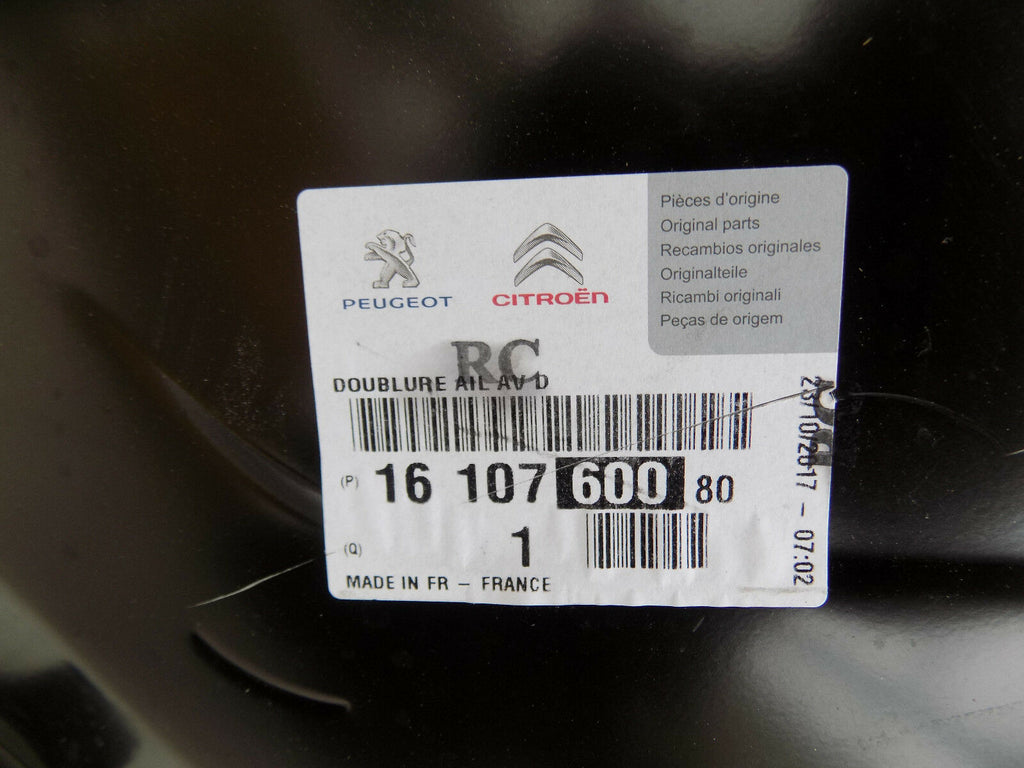 PEUGEOT
CITROËN
Pièces d'origine
Original parts
Recambios originales
Originalteile
Ricambi originali
Peças de origem
RC
DOUBLURE AIL AV D
(P) 16 107 600 80
(Q) 1
MADE IN FR - FRANCE
23/10/2017 - 07:02